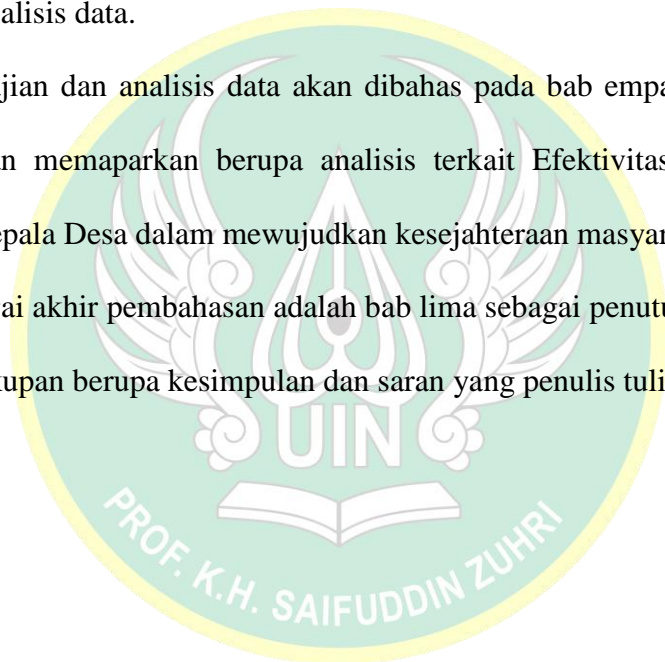 alisis data.
jian dan analisis data akan dibahas pada bab empa
n memaparkan berupa analisis terkait Efektivitas
epala Desa dalam mewujudkan kesejahteraan masyar
ai akhir pembahasan adalah bab lima sebagai penutu
kupan berupa kesimpulan dan saran yang penulis tuli
UIN
PROF. K.H. SAIFUDDIN ZUHRI